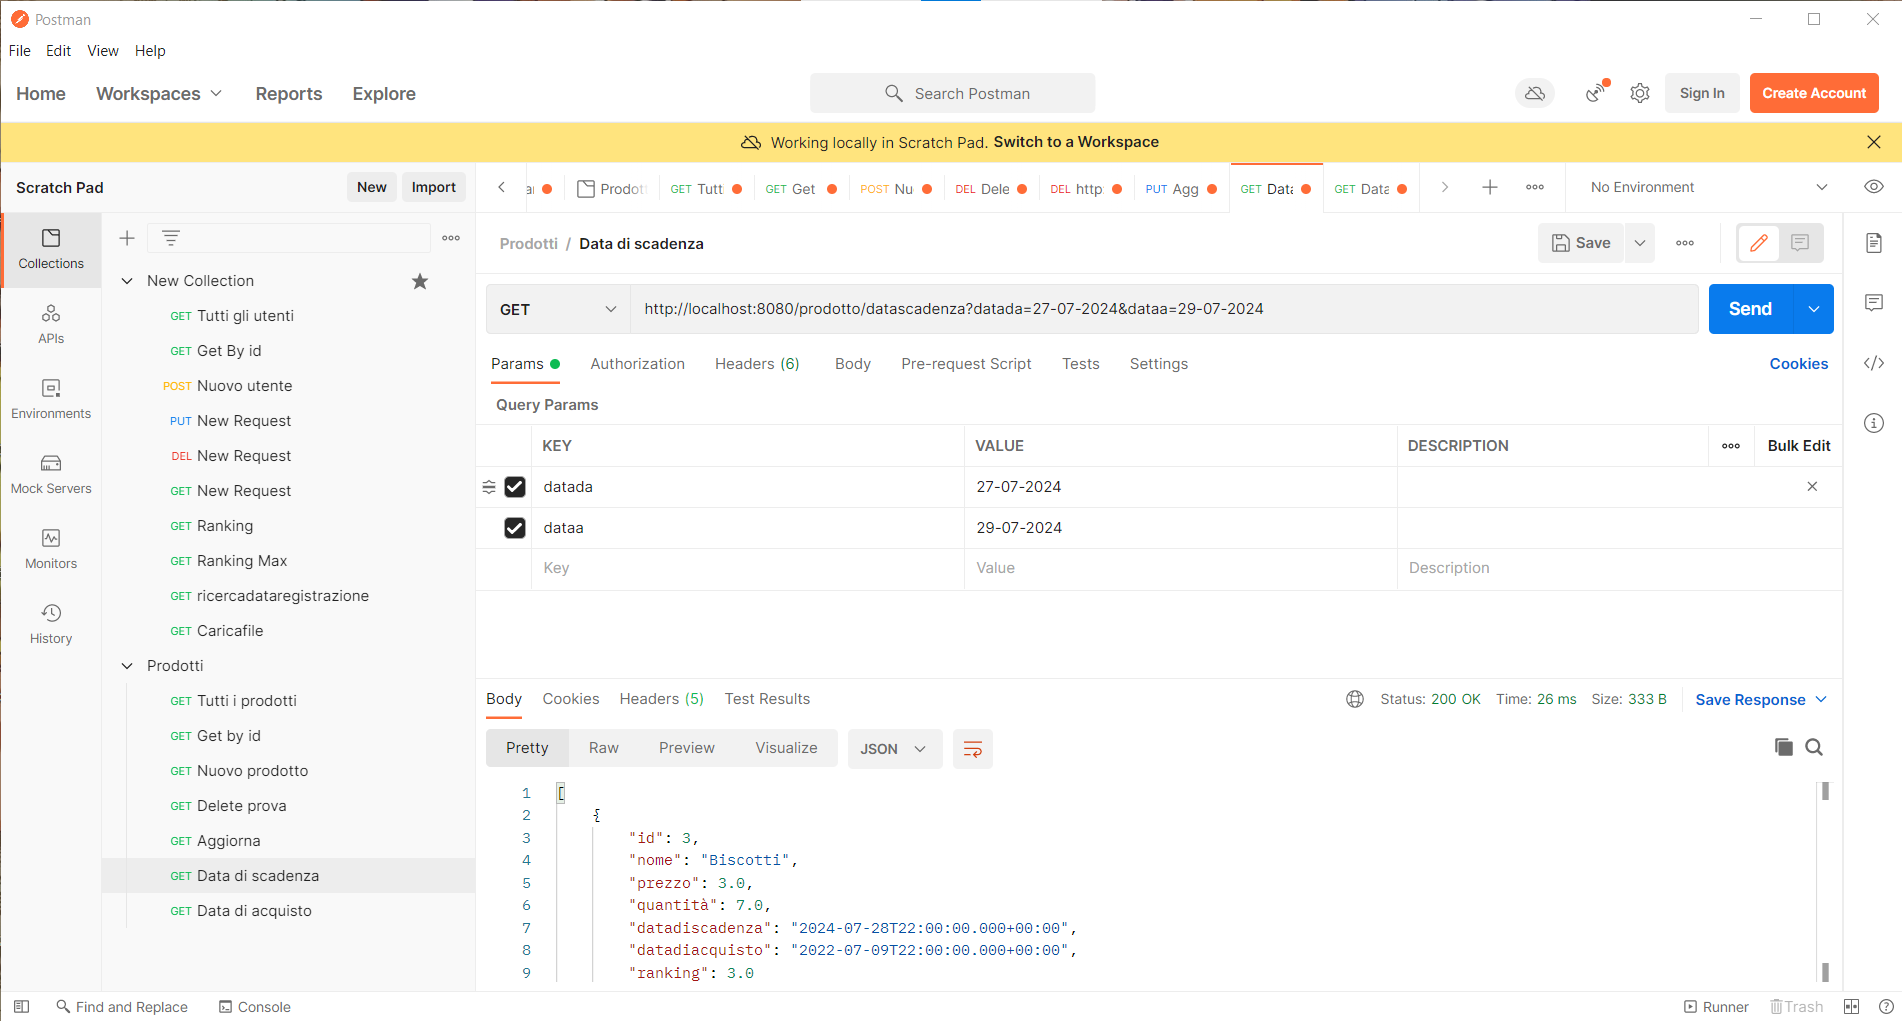 Postman
File Edit View Help
Home Workspaces Reports Explore Search Postman Sign In Create Account
Working locally in Scratch Pad. Switch to a Workspace
Scratch Pad New Import
Prodot GET Tutt GET Get POST Nu DEL Dele DEL http: PUT Agg GET Data GET Data No Environment
Collections
APIs
Environments
Mock Servers
Monitors
History
New Collection
GET Tutti gli utenti
GET Get By id
POST Nuovo utente
PUT New Request
DEL New Request
GET New Request
GET Ranking
GET Ranking Max
GET ricercadataregistrazione
GET Caricafile
Prodotti
GET Tutti i prodotti
GET Get by id
GET Nuovo prodotto
GET Delete prova
GET Aggiorna
GET Data di scadenza
GET Data di acquisto
Prodotti / Data di scadenza Save
GET http://localhost:8080/prodotto/datascadenza?datada=27-07-2024&dataa=29-07-2024 Send
Params Authorization Headers (6) Body Pre-request Script Tests Settings Cookies
Query Params
KEY VALUE DESCRIPTION Bulk Edit
datada 27-07-2024
dataa 29-07-2024
Key Value Description
Body Cookies Headers (5) Test Results Status: 200 OK Time: 26 ms Size: 333 B Save Response
Pretty Raw Preview Visualize JSON
1 [
2 {
3 "id": 3,
4 "nome": "Biscotti",
5 "prezzo": 3.0,
6 "quantità": 7.0,
7 "datadiscadenza": "2024-07-28T22:00:00.000+00:00",
8 "datadiacquisto": "2022-07-09T22:00:00.000+00:00",
9 "ranking": 3.0
Find and Replace Console Runner Trash